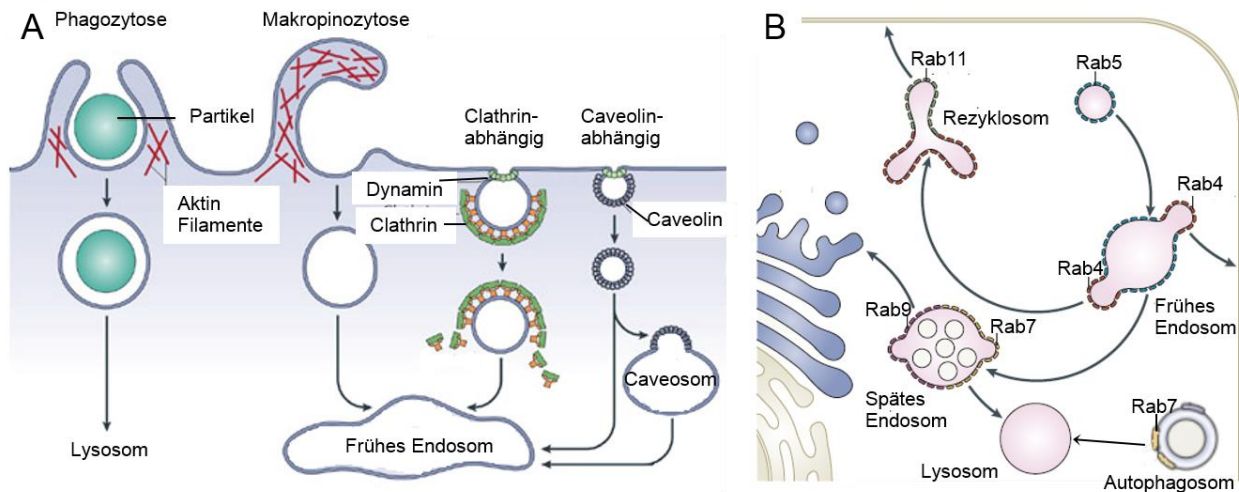 A
Phagozytose
Makropinozytose
Partikel
Aktin
Filamente
Clathrin-
abhängig
Caveolin-
abhängig
Dynamin
Clathrin
Caveolin
Caveosom
Lysosom
Frühes Endosom
B
Rab11
Rab5
Rezyklosom
Rab4
Rab4
Frühes
Endosom
Rab9
Rab7
Spätes
Endosom
Rab7
Lysosom
Autophagosom